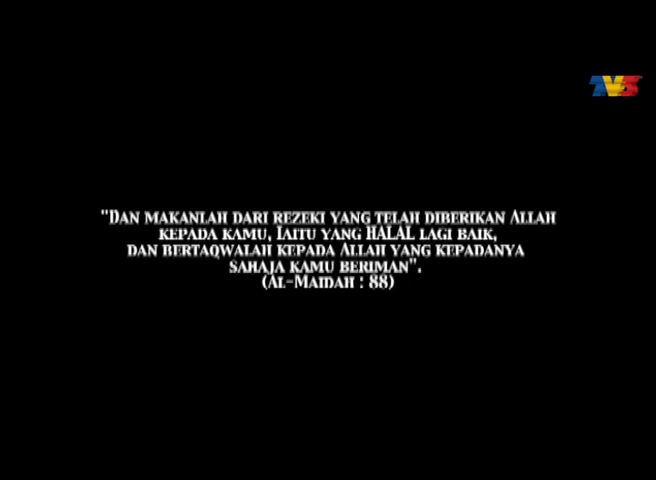 TV3
"Dan makanlah dari rezeki yang telah diberikan Allah
kepada kamu, Iaitu yang HALAL lagi baik,
dan bertaqwalah kepada Allah yang kepadanya
sahaja kamu beriman".
(Al-Maidah : 88)